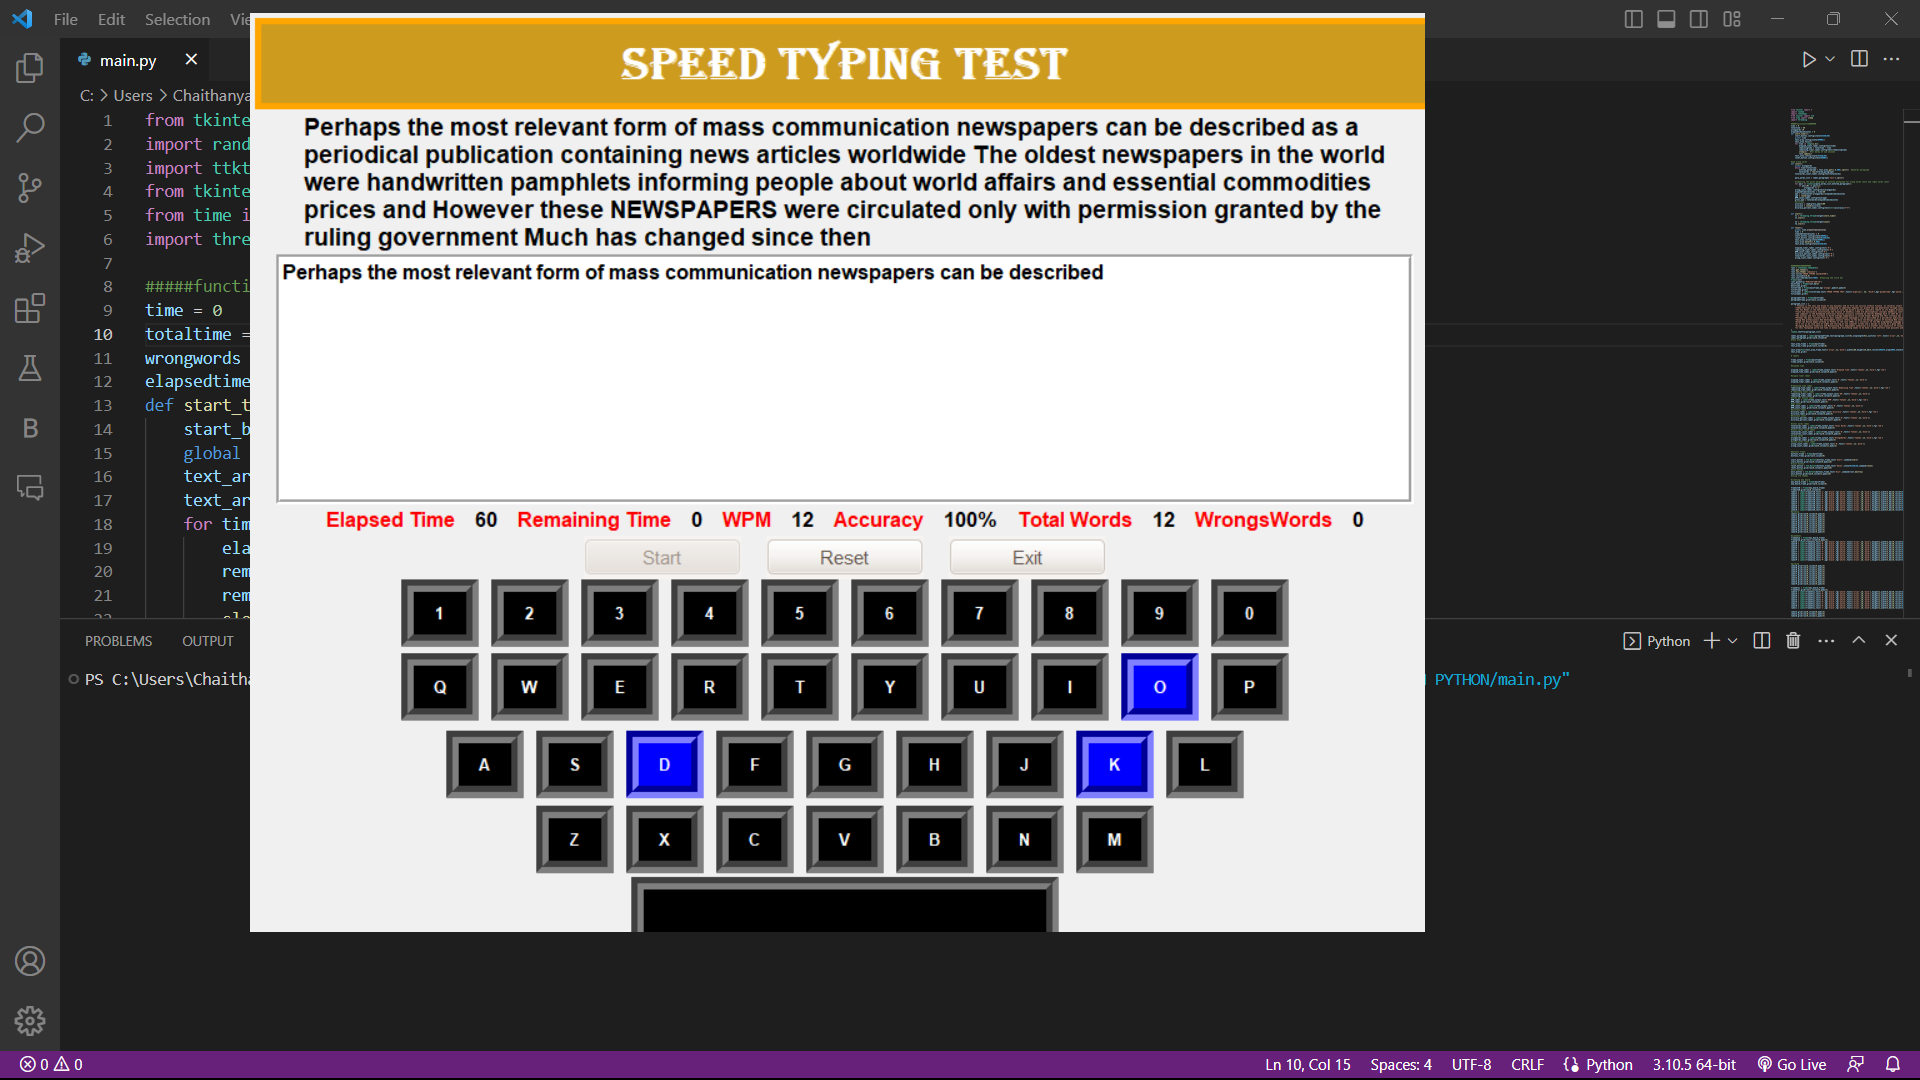 File Edit Selection Vie
main.py
C: > Users > Chaithanya
SPEED TYPING TEST
Perhaps the most relevant form of mass communication newspapers can be described as a
periodical publication containing news articles worldwide The oldest newspapers in the world
were handwritten pamphlets informing people about world affairs and essential commodities
prices and However these NEWSPAPERS were circulated only with permission granted by the
ruling government Much has changed since then
Perhaps the most relevant form of mass communication newspapers can be described
1 from tkinte
2 import rand
3 import ttkt
4 from tkinte
5 from time i
6 import thre
7
8 #####functi
9 time = 0
10 totaltime =
11 wrongwords
12 elapsedtime
13 def start_t
14 start_b
15 global
16 text_ar
17 text_ar
18 for tim
19 ela
20 rem
21 rem
Elapsed Time 60 Remaining Time 0 WPM 12 Accuracy 100% Total Words 12 WrongsWords 0
Start Reset Exit
1 2 3 4 5 6 7 8 9 0
Q W E R T Y U I O P
A S D F G H J K L
Z X C V B N M
PROBLEMS OUTPUT
Python
PS C:\Users\Chaitha
PYTHON/main.py"
0 0
Ln 10, Col 15 Spaces: 4 UTF-8 CRLF Python 3.10.5 64-bit Go Live